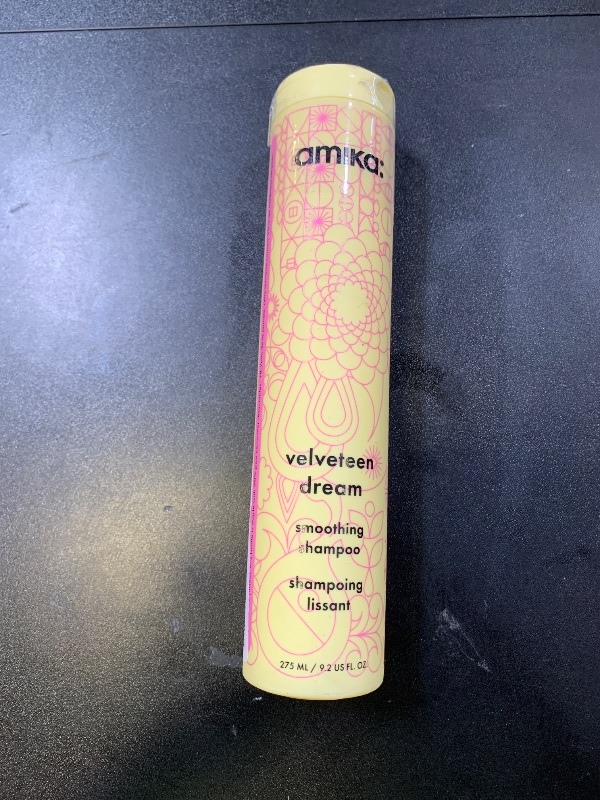 amika:
velveteen
dream
smoothing
shampoo
shampoing
lissant
275 ML / 9.2 US FL. OZ.